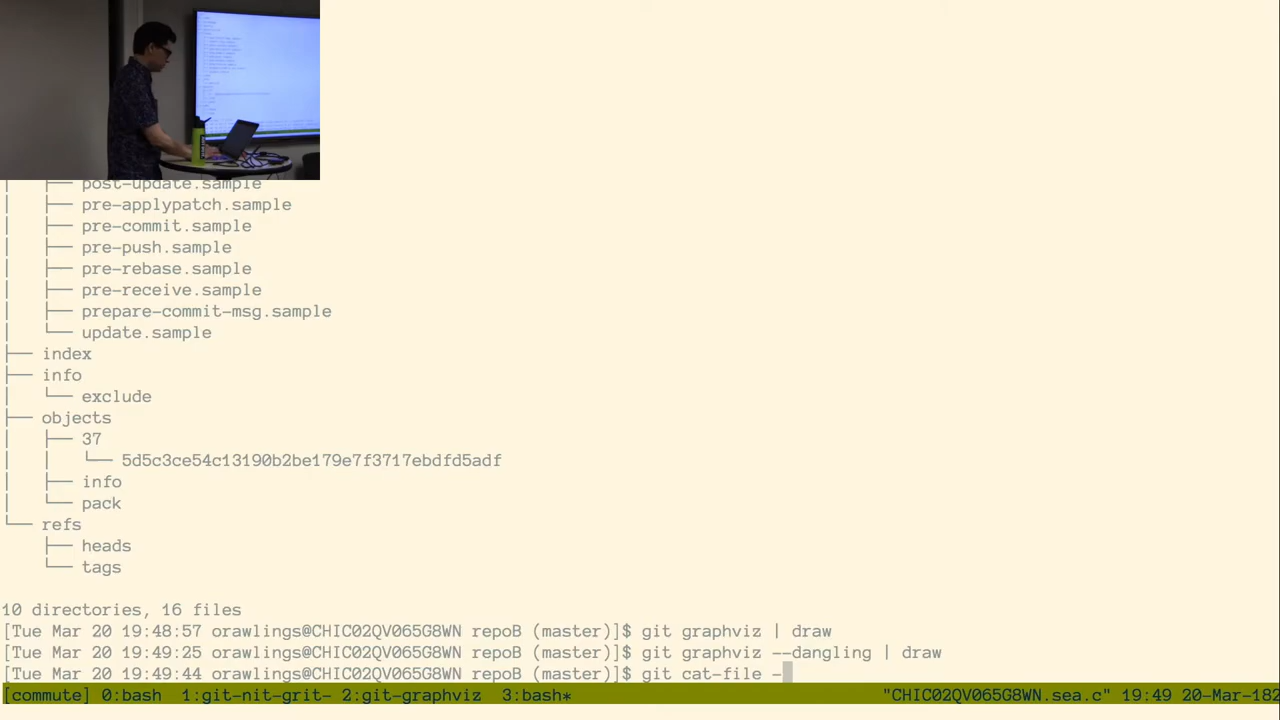 │   ├── post-update.sample
│   ├── pre-applypatch.sample
│   ├── pre-commit.sample
│   ├── pre-push.sample
│   ├── pre-rebase.sample
│   ├── pre-receive.sample
│   ├── prepare-commit-msg.sample
│   └── update.sample
├── index
├── info
│   └── exclude
├── objects
│   ├── 37
│   │   └── 5d5c3ce54c13190b2be179e7f3717ebdfd5adf
│   ├── info
│   └── pack
└── refs
    ├── heads
    └── tags
10 directories, 16 files
[Tue Mar 20 19:48:57 orawlings@CHIC02QV065G8WN repoB (master)]$ git graphviz | draw
[Tue Mar 20 19:49:25 orawlings@CHIC02QV065G8WN repoB (master)]$ git graphviz --dangling | draw
[Tue Mar 20 19:49:44 orawlings@CHIC02QV065G8WN repoB (master)]$ git cat-file -
[commute] 0:bash  1:git-nit-grit- 2:git-graphviz  3:bash* "CHIC02QV065G8WN.sea.c" 19:49 20-Mar-182